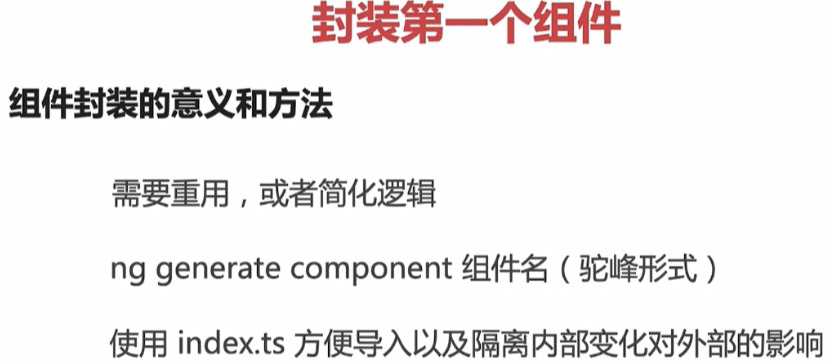 封装第一个组件
组件封装的意义和方法
需要重用，或者简化逻辑
ng generate component 组件名（驼峰形式）
使用 index.ts 方便导入以及隔离内部变化对外部的影响